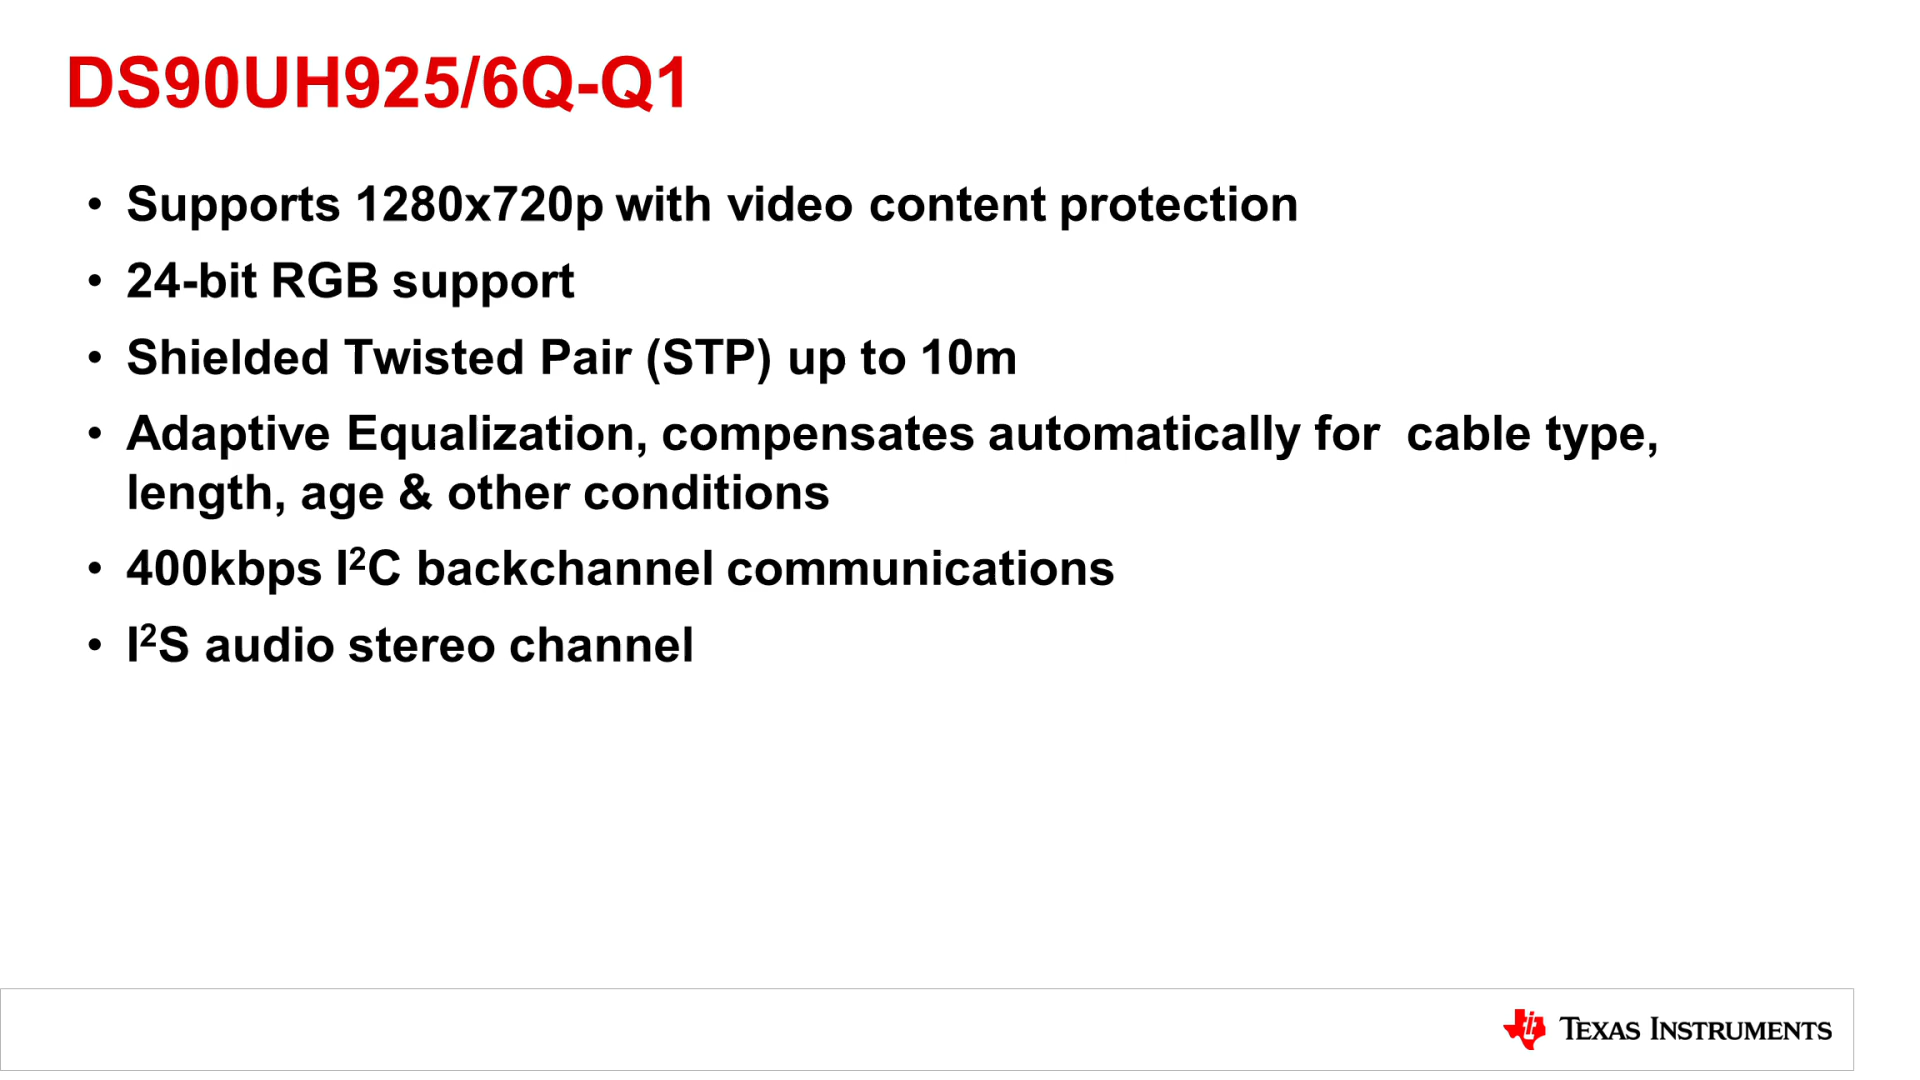 DS90UH925/6Q-Q1
• Supports 1280x720p with video content protection
• 24-bit RGB support
• Shielded Twisted Pair (STP) up to 10m
• Adaptive Equalization, compensates automatically for  cable type,
length, age & other conditions
• 400kbps I²C backchannel communications
• I²S audio stereo channel
TEXAS INSTRUMENTS